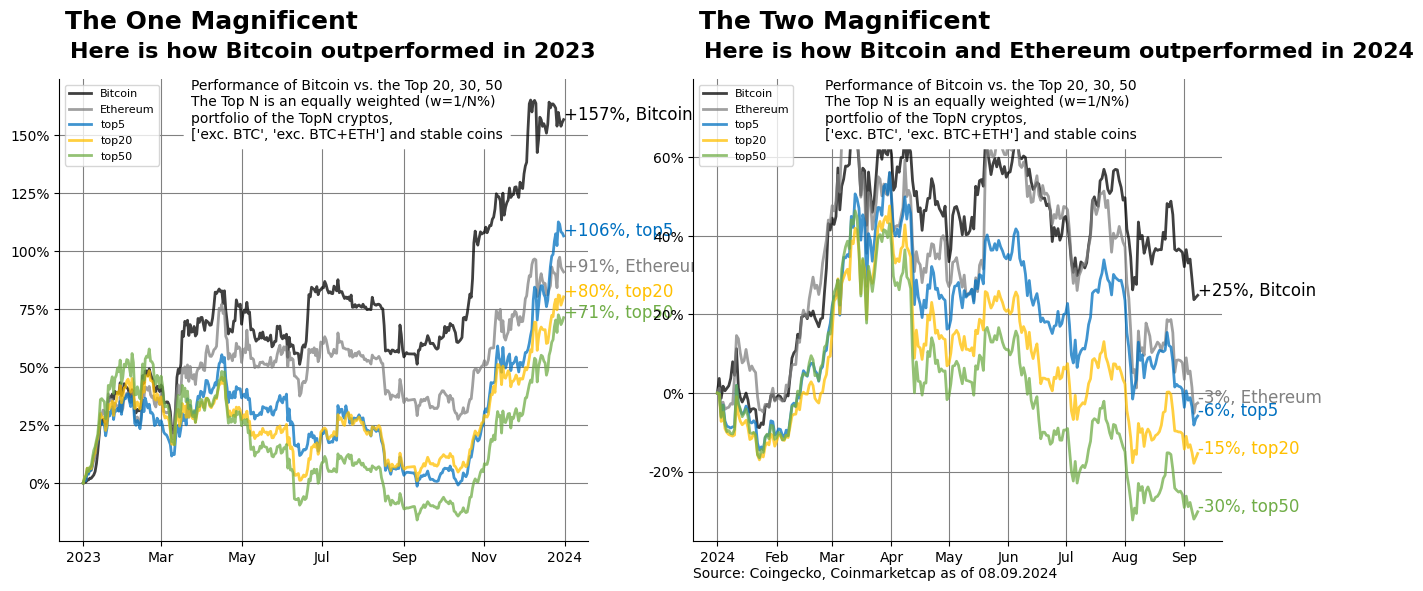 The One Magnificent
Here is how Bitcoin outperformed in 2023
Bitcoin
Ethereum
top5
top20
top50
Performance of Bitcoin vs. the Top 20, 30, 50
The Top N is an equally weighted (w=1/N%)
portfolio of the TopN cryptos,
['exc. BTC', 'exc. BTC+ETH'] and stable coins
150%
125%
100%
75%
50%
25%
0%
+157%, Bitcoin
+106%, top5
+91%, Ethereu
+80%, top20
+71%, top50
2023
Mar
May
Jul
Sep
Nov
2024
The Two Magnificent
Here is how Bitcoin and Ethereum outperformed in 2024
Bitcoin
Ethereum
top5
top20
top50
Performance of Bitcoin vs. the Top 20, 30, 50
The Top N is an equally weighted (w=1/N%)
portfolio of the TopN cryptos,
['exc. BTC', 'exc. BTC+ETH'] and stable coins
60%
40%
20%
0%
-20%
+25%, Bitcoin
-3%, Ethereum
-6%, top5
-15%, top20
-30%, top50
2024
Feb
Mar
Apr
May
Jun
Jul
Aug
Sep
Source: Coingecko, Coinmarketcap as of 08.09.2024